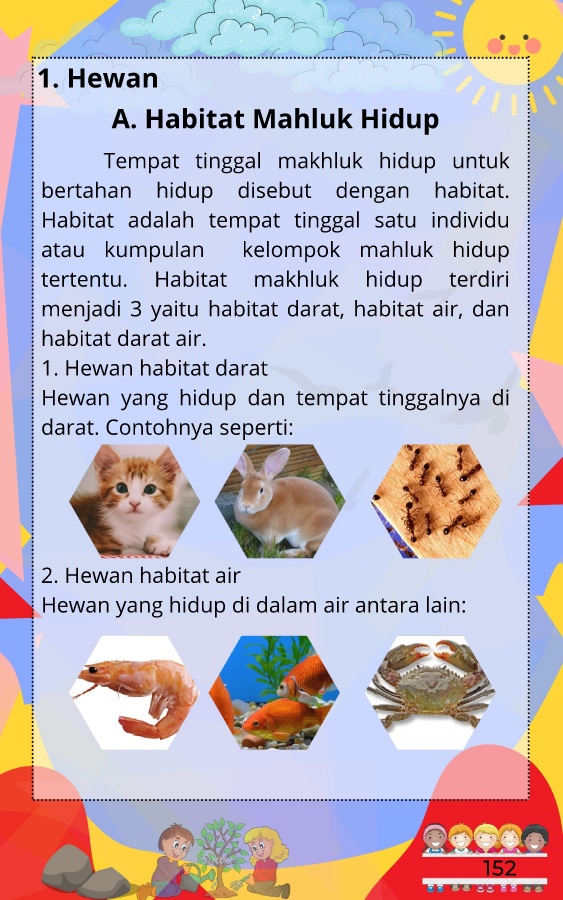 1. Hewan
A. Habitat Mahluk Hidup
Tempat tinggal makhluk hidup untuk
bertahan hidup disebut dengan habitat.
Habitat adalah tempat tinggal satu individu
atau kumpulan kelompok mahluk hidup
tertentu. Habitat makhluk hidup terdiri
menjadi 3 yaitu habitat darat, habitat air, dan
habitat darat air.
1. Hewan habitat darat
Hewan yang hidup dan tempat tinggalnya di
darat. Contohnya seperti:
2. Hewan habitat air
Hewan yang hidup di dalam air antara lain:
152